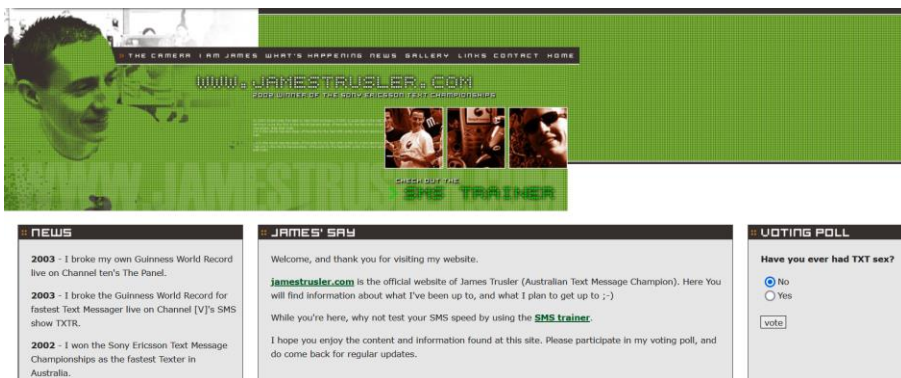 THE CAMERA I AM JAMES WHAT'S HAPPENING NEWS GALLERY LINKS CONTACT HOME
WWW.JAMESTRUSLER.COM
2002 WINNER OF THE SONY ERICSSON TEXT CHAMPIONSHIPS
CHECK OUT THE
SMS TRAINER
NEWS
2003 - I broke my own Guinness World Record
live on Channel ten's The Panel.
2003 - I broke the Guinness World Record for
fastest Text Messager live on Channel [V]'s SMS
show TXTR.
2002 - I won the Sony Ericsson Text Message
Championships as the fastest Texter in
Australia.
JAMES' SAY
Welcome, and thank you for visiting my website.
jamestrusler.com is the official website of James Trusler (Australian Text Message Champion). Here You
will find information about what I've been up to, and what I plan to get up to ;-)
While you're here, why not test your SMS speed by using the SMS trainer.
I hope you enjoy the content and information found at this site. Please participate in my voting poll, and
do come back for regular updates.
VOTING POLL
Have you ever had TXT sex?
No
Yes
vote